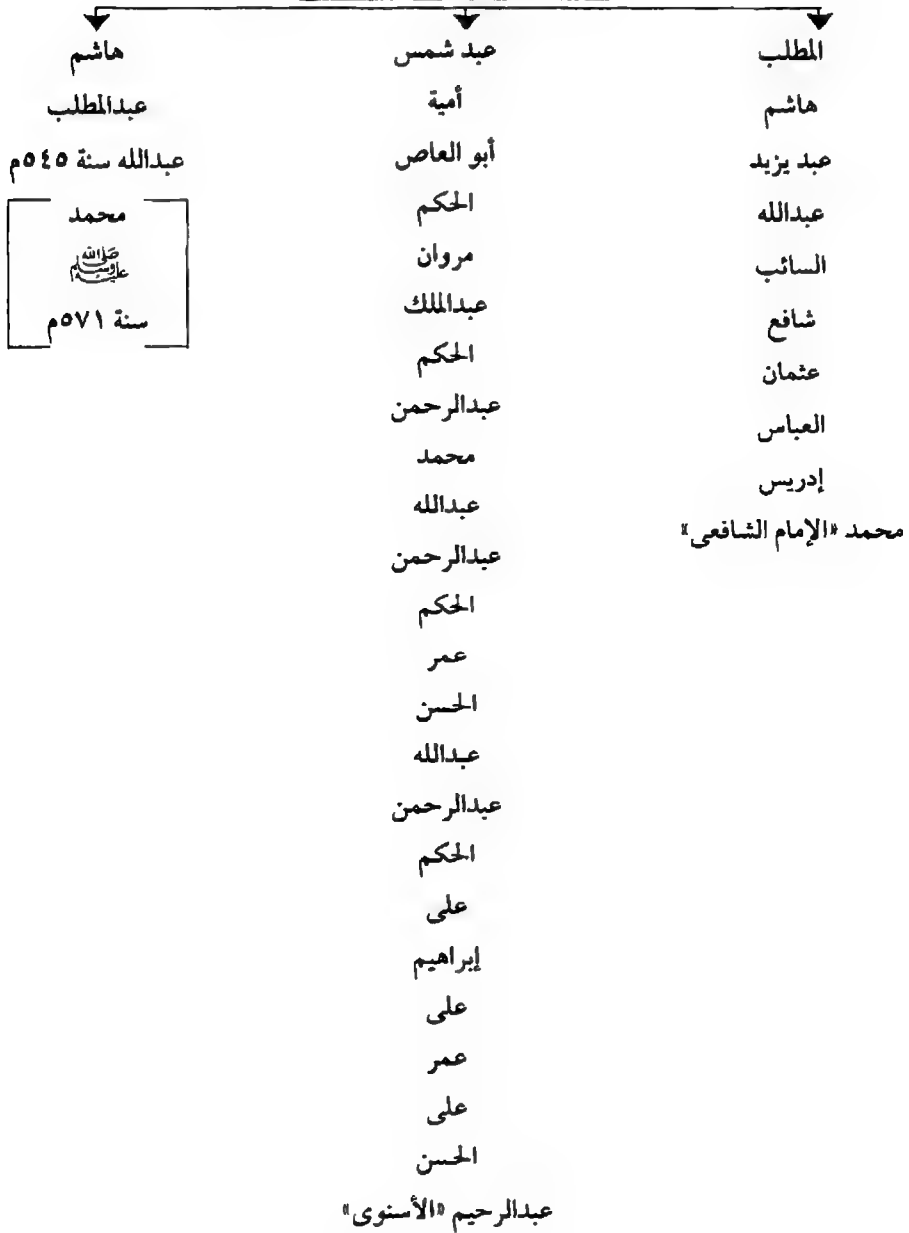 المطلب
هاشم
عبد يزيد
عبدالله
السائب
شافع
عثمان
العباس
إدريس
محمد «الإمام الشافعى»
عبد شمس
أمية
أبو العاص
الحكم
مروان
عبدالملك
الحكم
عبدالرحمن
محمد
عبدالله
عبدالرحمن
الحكم
عمر
الحسن
عبدالله
عبدالرحمن
الحكم
على
إبراهيم
على
عمر
على
الحسن
عبدالرحيم «الأسنوى»
هاشم
عبدالمطلب
عبدالله سنة ٥٤٥م
محمد
صلى الله عليه وسلم
سنة ٥٧١م